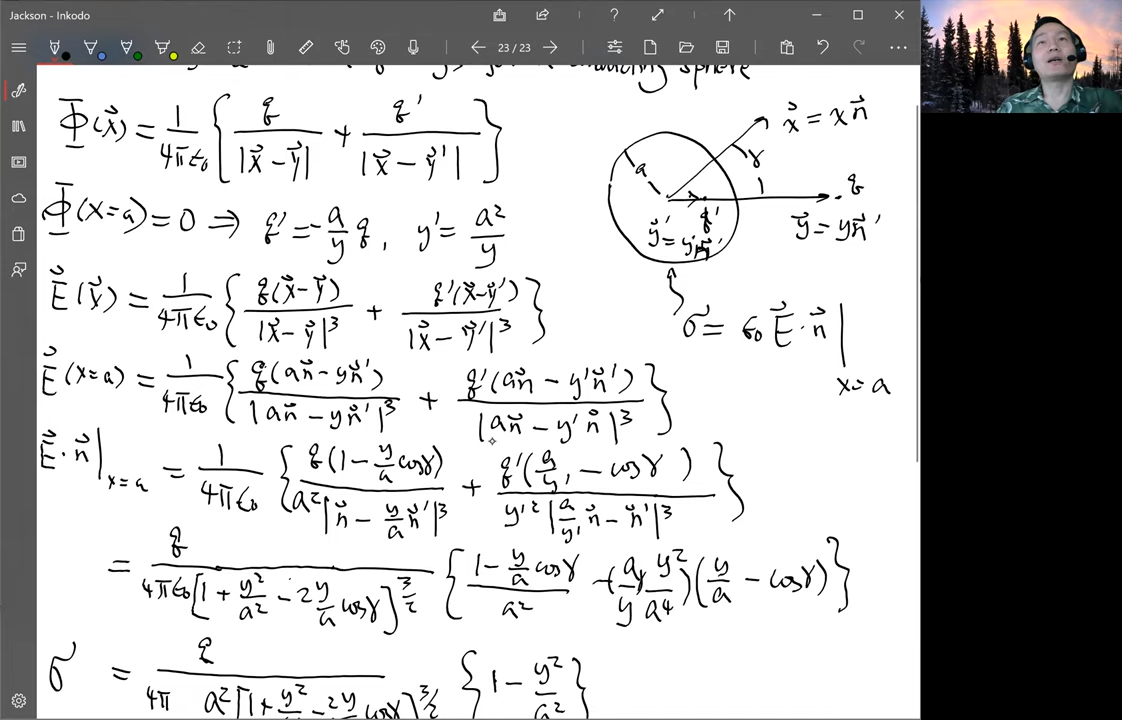 Jackson - Inkodo
23 / 23
conducting sphere
Φ(x⃗) = 1/4πϵ₀ { q/|x⃗ - y⃗| + q'/|x⃗ - y⃗'| }
x⃗ = x n⃗
a
γ
q
q'
y⃗' = y'n⃗'
y⃗ = yn⃗'
Φ(x=a) = 0 ⇒ q' = -a/y q, y' = a²/y
E⃗(x⃗) = 1/4πϵ₀ { q(x⃗ - y⃗)/|x⃗ - y⃗|³ + q'(x⃗ - y⃗')/|x⃗ - y⃗'|³ }
σ = ϵ₀ E⃗ · n⃗ |x=a
E⃗(x=a) = 1/4πϵ₀ { q(an⃗ - yn⃗')/|an⃗ - yn⃗'|³ + q'(an⃗ - y'n⃗')/|an⃗ - y'n⃗|³ }
E⃗ · n⃗ |x=a = 1/4πϵ₀ { q(1 - y/a cosγ)/a²|n⃗ - y/a n⃗'|³ + q'(a/y' - cosγ)/y'²|a/y' n⃗ - n⃗'|³ }
= q/4πϵ₀[1 + y²/a² - 2y/a cosγ]^3/2 { (1 - y/a cosγ)/a² - (a/y y²/a⁴)(y/a - cosγ) }
σ = q/4π a²[1 + y²/a² - 2y/a cosγ]^3/2 { 1 - y²/a² }